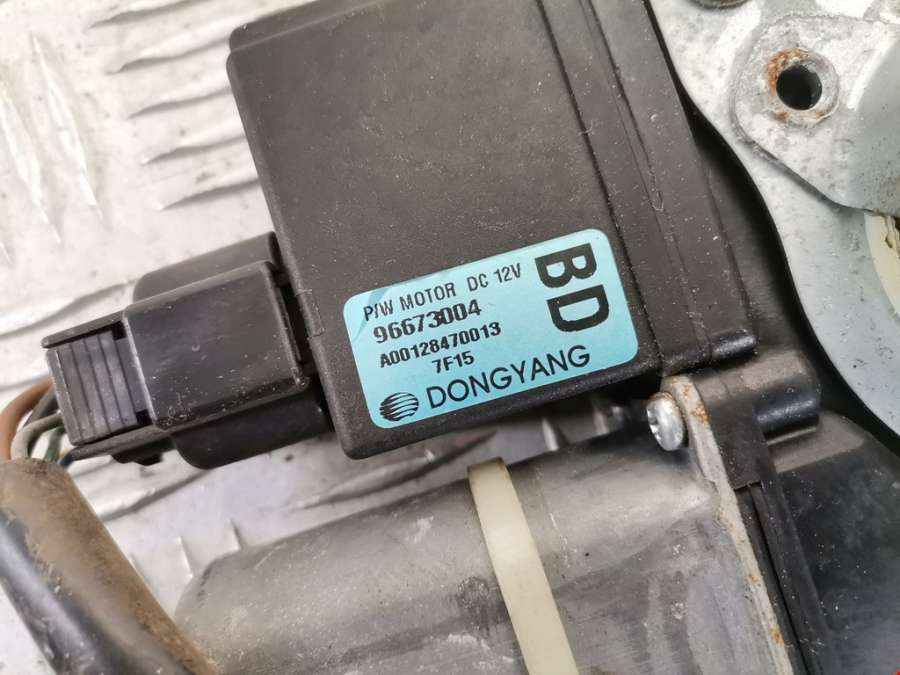 P/W MOTOR DC 12V
96673004
A00128470013
7F15
DONGYANG
BD